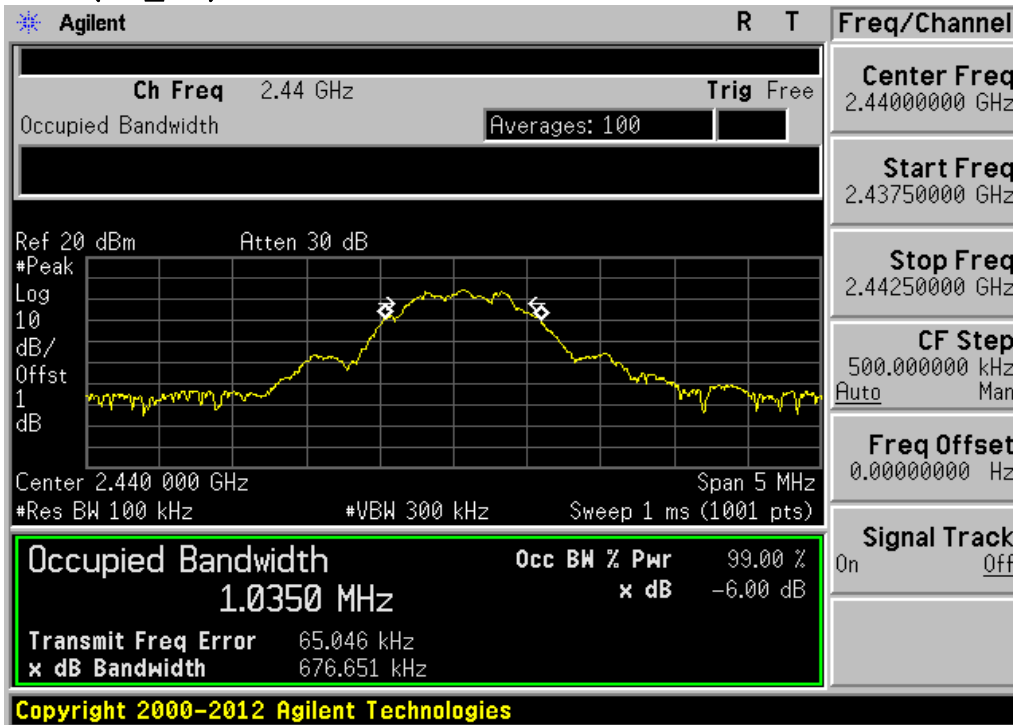 Agilent R T
Ch Freq 2.44 GHz Trig Free
Occupied Bandwidth Averages: 100
Ref 20 dBm Atten 30 dB
#Peak
Log
10
dB/
Offst
1
dB
Center 2.440 000 GHz Span 5 MHz
#Res BW 100 kHz #VBW 300 kHz Sweep 1 ms (1001 pts)
Occupied Bandwidth Occ BW % Pwr 99.00 %
1.0350 MHz x dB -6.00 dB
Transmit Freq Error 65.046 kHz
x dB Bandwidth 676.651 kHz
Copyright 2000-2012 Agilent Technologies
Freq/Channel
Center Freq
2.44000000 GHz
Start Freq
2.43750000 GHz
Stop Freq
2.44250000 GHz
CF Step
500.000000 kHz
Auto Man
Freq Offset
0.00000000 Hz
Signal Track
On Off